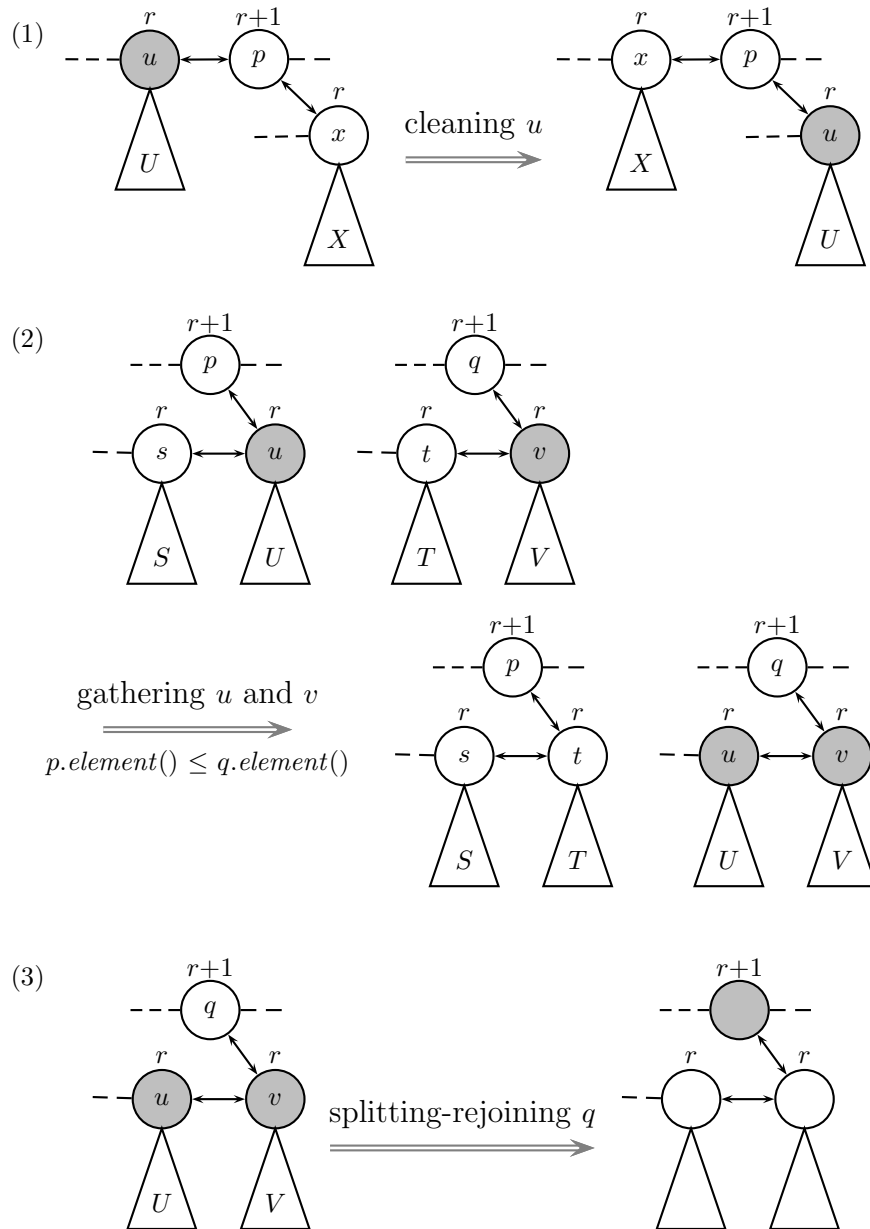 (1)
r r+1 r r r+1 r
u p x x p u
cleaning u
U X X U
(2)
r+1 r+1
p q
r r r r
s u t v
S U T V
r+1 r+1
p q
gathering u and v
p.element() ≤ q.element()
r r r r
s t u v
S T U V
(3)
r+1 r+1
q
r r r r
u v
splitting-rejoining q
U V